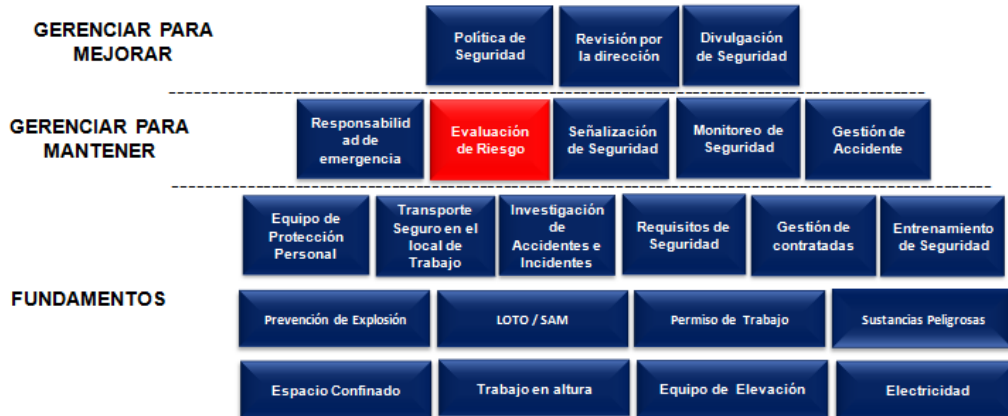 GERENCIAR PARA
MEJORAR
Política de
Seguridad
Revisión por
la dirección
Divulgación
de Seguridad
GERENCIAR PARA
MANTENER
Responsabilid
ad de
emergencia
Evaluación
de Riesgo
Señalización
de Seguridad
Monitoreo de
Seguridad
Gestión de
Accidente
FUNDAMENTOS
Equipo de
Protección
Personal
Transporte
Seguro en el
local de
Trabajo
Investigación
de
Accidentes e
Incidentes
Requisitos de
Seguridad
Gestión de
contratadas
Entrenamiento
de Seguridad
Prevención de Explosión
LOTO / SAM
Permiso de Trabajo
Sustancias Peligrosas
Espacio Confinado
Trabajo en altura
Equipo de Elevación
Electricidad